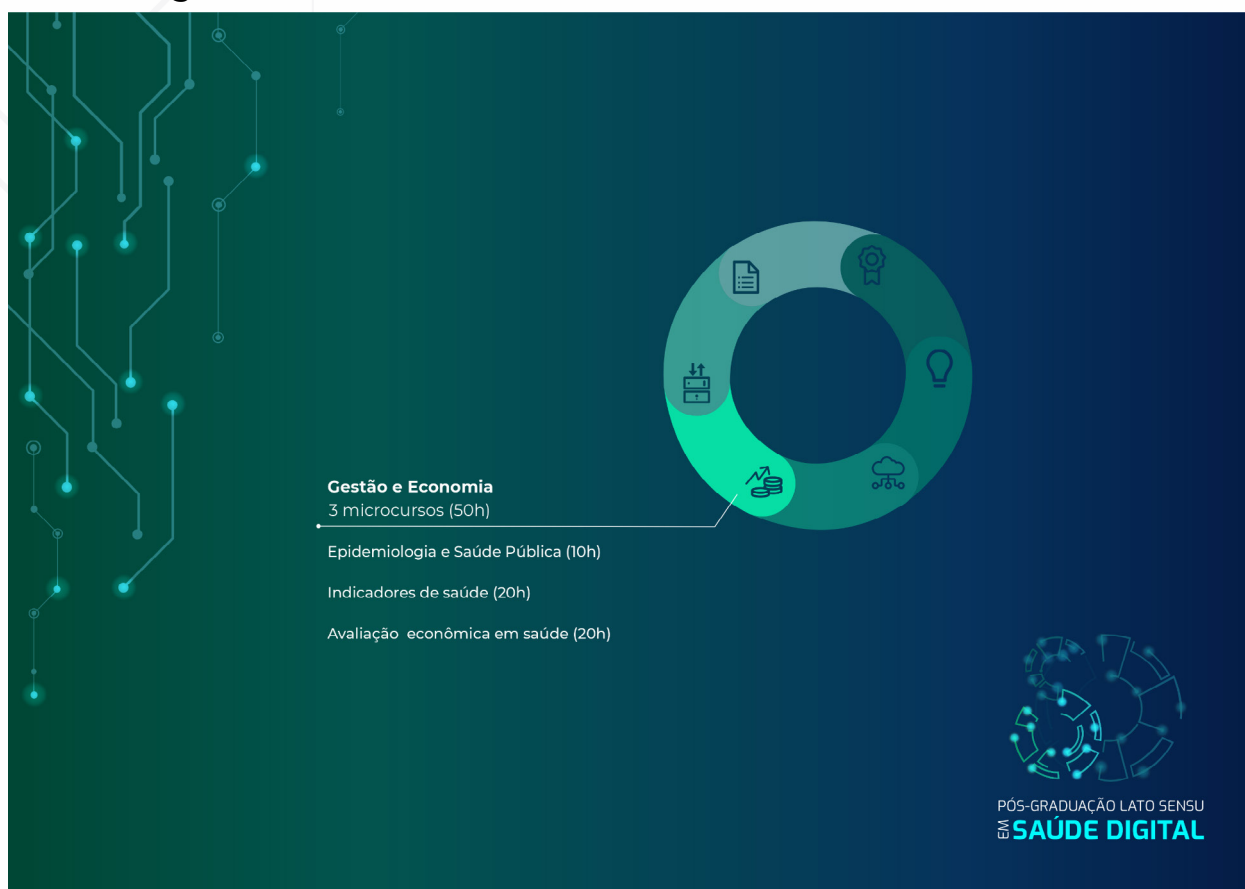 Gestão e Economia
3 microcursos (50h)
Epidemiologia e Saúde Pública (10h)
Indicadores de saúde (20h)
Avaliação econômica em saúde (20h)
PÓS-GRADUAÇÃO LATO SENSU
EM SAÚDE DIGITAL